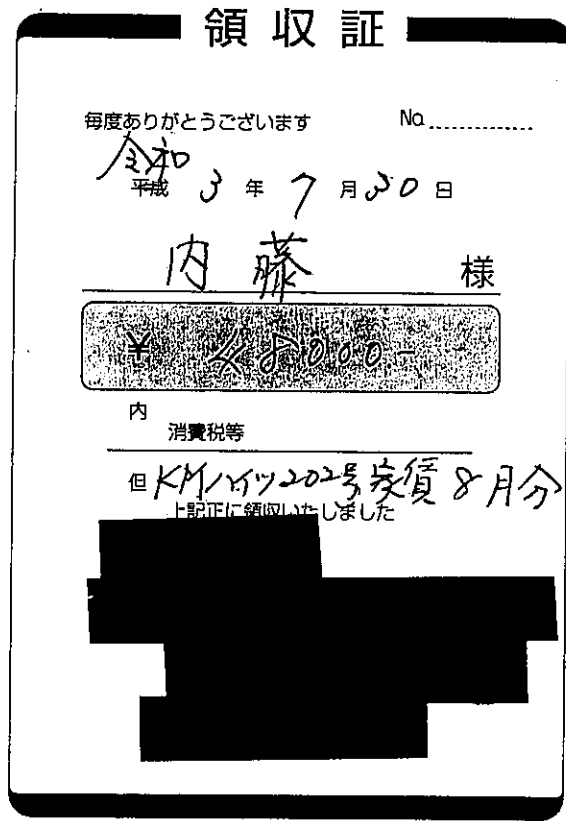 領収証
毎度ありがとうございます No.
令和
平成 3 年 7 月 30 日
内藤 様
¥
内
消費税等
但 KMハイツ202号家賃 8月分
上記正に領収いたしました